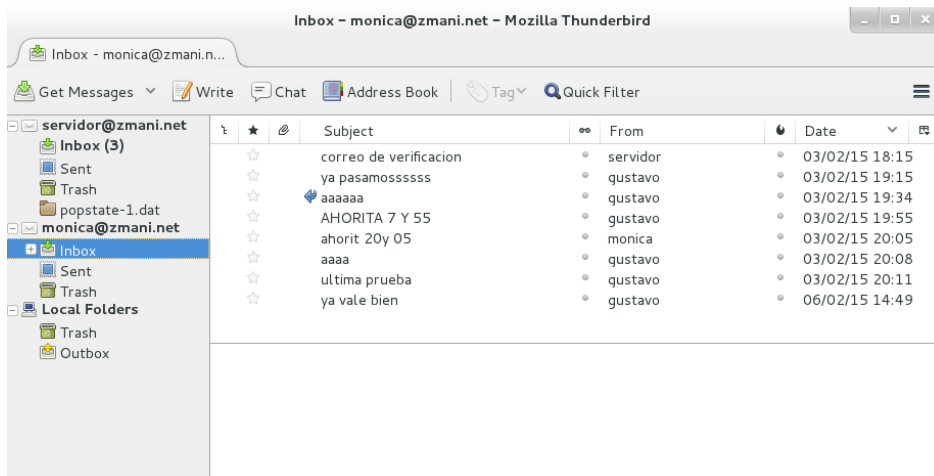 Inbox – monica@zmani.net – Mozilla Thunderbird
Inbox - monica@zmani.n...
Get Messages Write Chat Address Book Tag Quick Filter
servidor@zmani.net
Inbox (3)
Sent
Trash
popstate-1.dat
monica@zmani.net
Inbox
Sent
Trash
Local Folders
Trash
Outbox
Subject From Date
correo de verificacion servidor 03/02/15 18:15
ya pasamossssss gustavo 03/02/15 19:15
aaaaaa gustavo 03/02/15 19:34
AHORITA 7 Y 55 gustavo 03/02/15 19:55
ahorit 20y 05 monica 03/02/15 20:05
aaaa gustavo 03/02/15 20:08
ultima prueba gustavo 03/02/15 20:11
ya vale bien gustavo 06/02/15 14:49